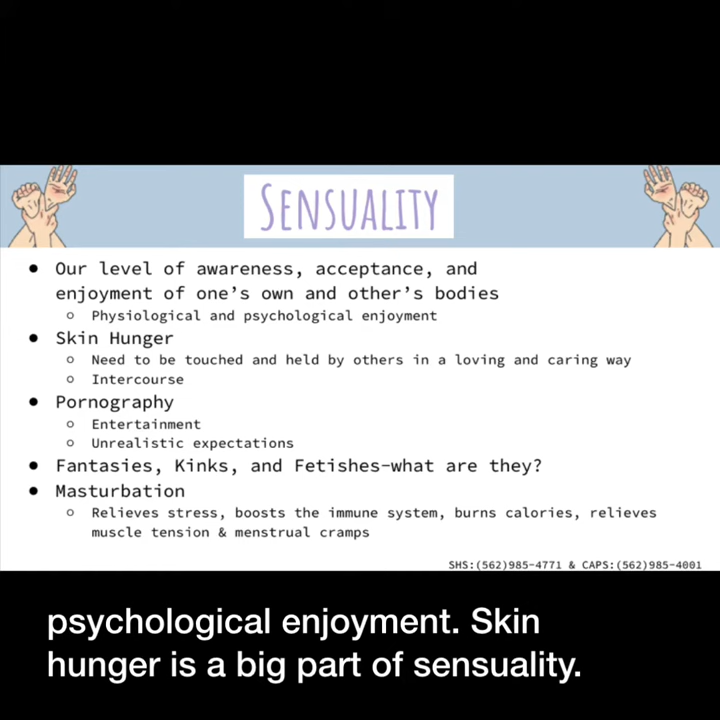 SENSUALITY
● Our level of awareness, acceptance, and
enjoyment of one's own and other's bodies
○ Physiological and psychological enjoyment
● Skin Hunger
○ Need to be touched and held by others in a loving and caring way
○ Intercourse
● Pornography
○ Entertainment
○ Unrealistic expectations
● Fantasies, Kinks, and Fetishes-what are they?
● Masturbation
○ Relieves stress, boosts the immune system, burns calories, relieves
muscle tension & menstrual cramps
SHS:(562)985-4771 & CAPS:(562)985-4001
psychological enjoyment. Skin
hunger is a big part of sensuality.